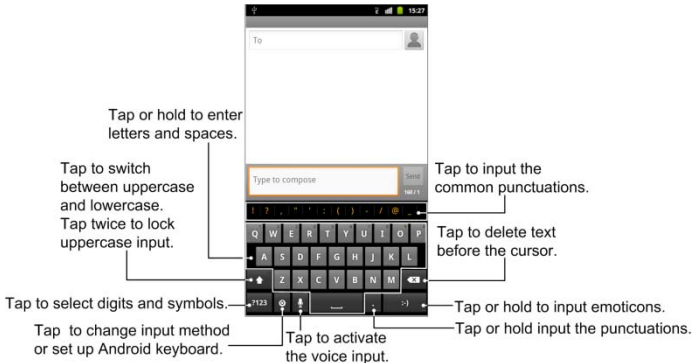 15:27
To
Tap or hold to enter
letters and spaces.
Tap to switch
between uppercase
and lowercase.
Tap twice to lock
uppercase input.
Type to compose
Send
160 / 1
Tap to input the
common punctuations.
! ? , " ' : ( ) - / @ _
Q W E R T Y U I O P
A S D F G H J K L
Z X C V B N M
Tap to delete text
before the cursor.
Tap to select digits and symbols.
?123 . :-)
Tap or hold to input emoticons.
Tap or hold input the punctuations.
Tap to change input method
or set up Android keyboard.
Tap to activate
the voice input.